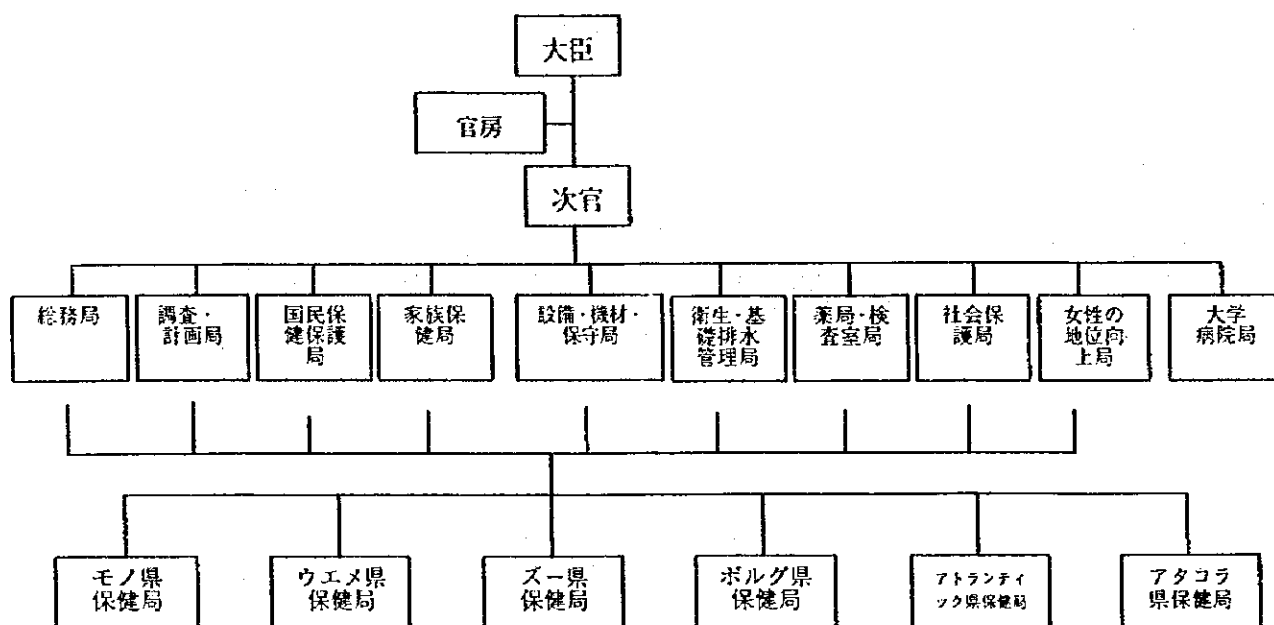 大臣
官房
次官
総務局
調査・
計画局
国民保
健保護
局
家族保
健局
設備・機材・
保守局
衛生・基
礎排水
管理局
薬局・検
査室局
社会保
護局
女性の
地位向
上局
大学
病院局
モノ県
保健局
ウエメ県
保健局
ズー県
保健局
ボルグ県
保健局
アトランティ
ック県保健局
アタコラ
県保健局